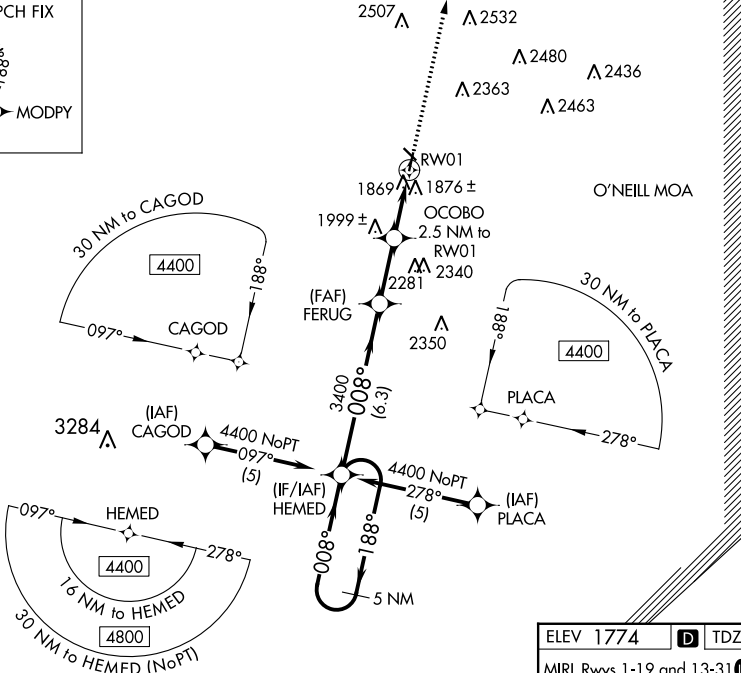 PCH FIX
188°
MODPY
2507
2532
2480
2436
2363
2463
RW01
1869
1876 ±
O'NEILL MOA
1999 ±
OCOBO
2.5 NM to
RW01
2281
2340
(FAF)
FERUG
2350
30 NM to CAGOD
4400
188°
097°
CAGOD
30 NM to PLACA
188°
4400
PLACA
278°
3400
008°
(6.3)
3284
(IAF)
CAGOD
4400 NoPT
097°
(5)
(IF/IAF)
HEMED
4400 NoPT
278°
(5)
(IAF)
PLACA
008°
188°
5 NM
097°
HEMED
278°
4400
16 NM to HEMED
4800
30 NM to HEMED (NoPT)
ELEV 1774
D
TDZ
MIRL Rwys 1-19 and 13-31